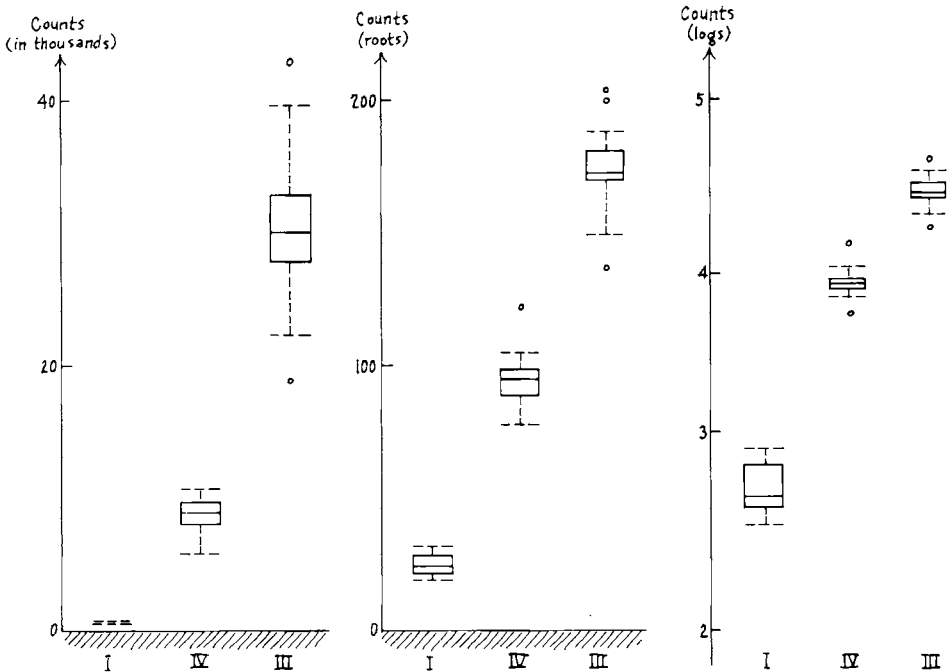 Counts
(in thousands)
40
20
0
I
IV
III
Counts
(roots)
200
100
0
I
IV
III
Counts
(logs)
5
4
3
2
I
IV
III